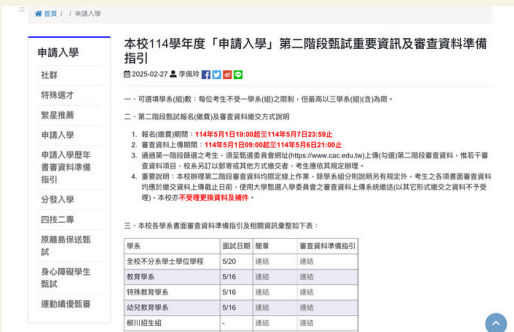 首頁 / / 申請入學
申請入學
社群
特殊選才
繁星推薦
申請入學
申請入學歷年
書審資料準備
指引
分發入學
四技二專
原離島保送甄
試
身心障礙學生
甄試
運動績優甄審
本校114學年度「申請入學」第二階段甄試重要資訊及審查資料準備
指引
2025-02-27 李佩玲
一、可選填學系(組)數：每位考生不受一學系(組)之限制，但最高以三學系(組)(含)為限。
二、第二階段甄試報名(繳費)及審查資料繳交方式說明
1. 報名(繳費)期間：114年5月1日19:00起至114年5月7日23:59止
2. 審查資料上傳期間：114年5月1日09:00起至114年5月6日21:00止
3. 通過第一階段篩選之考生，須至甄選委員會網址(https://www.cac.edu.tw)上傳(勾選)第二階段審查資料，惟若干審
查資料項目，校系另訂以郵寄或其他方式繳交者，考生應依其規定辦理。
4. 重要說明：本校辦理第二階段審查資料均限定線上作業，除學系組分則說明另有規定外，考生之各項書面審查資料
均應於繳交資料上傳截止日前，使用大學甄選入學委員會之審查資料上傳系統繳送(以其它形式繳交之資料不予受
理)，本校亦不受理更換資料及補件。
三、本校各學系書面審查資料準備指引及相關資訊彙整如下表：
學系 面試日期 簡章 審查資料準備指引
全校不分系學士學位學程 5/20 連結 連結
教育學系 5/16 連結 連結
特殊教育學系 5/16 連結 連結
幼兒教育學系 5/16 連結 連結
柳川招生組 - 連結 連結